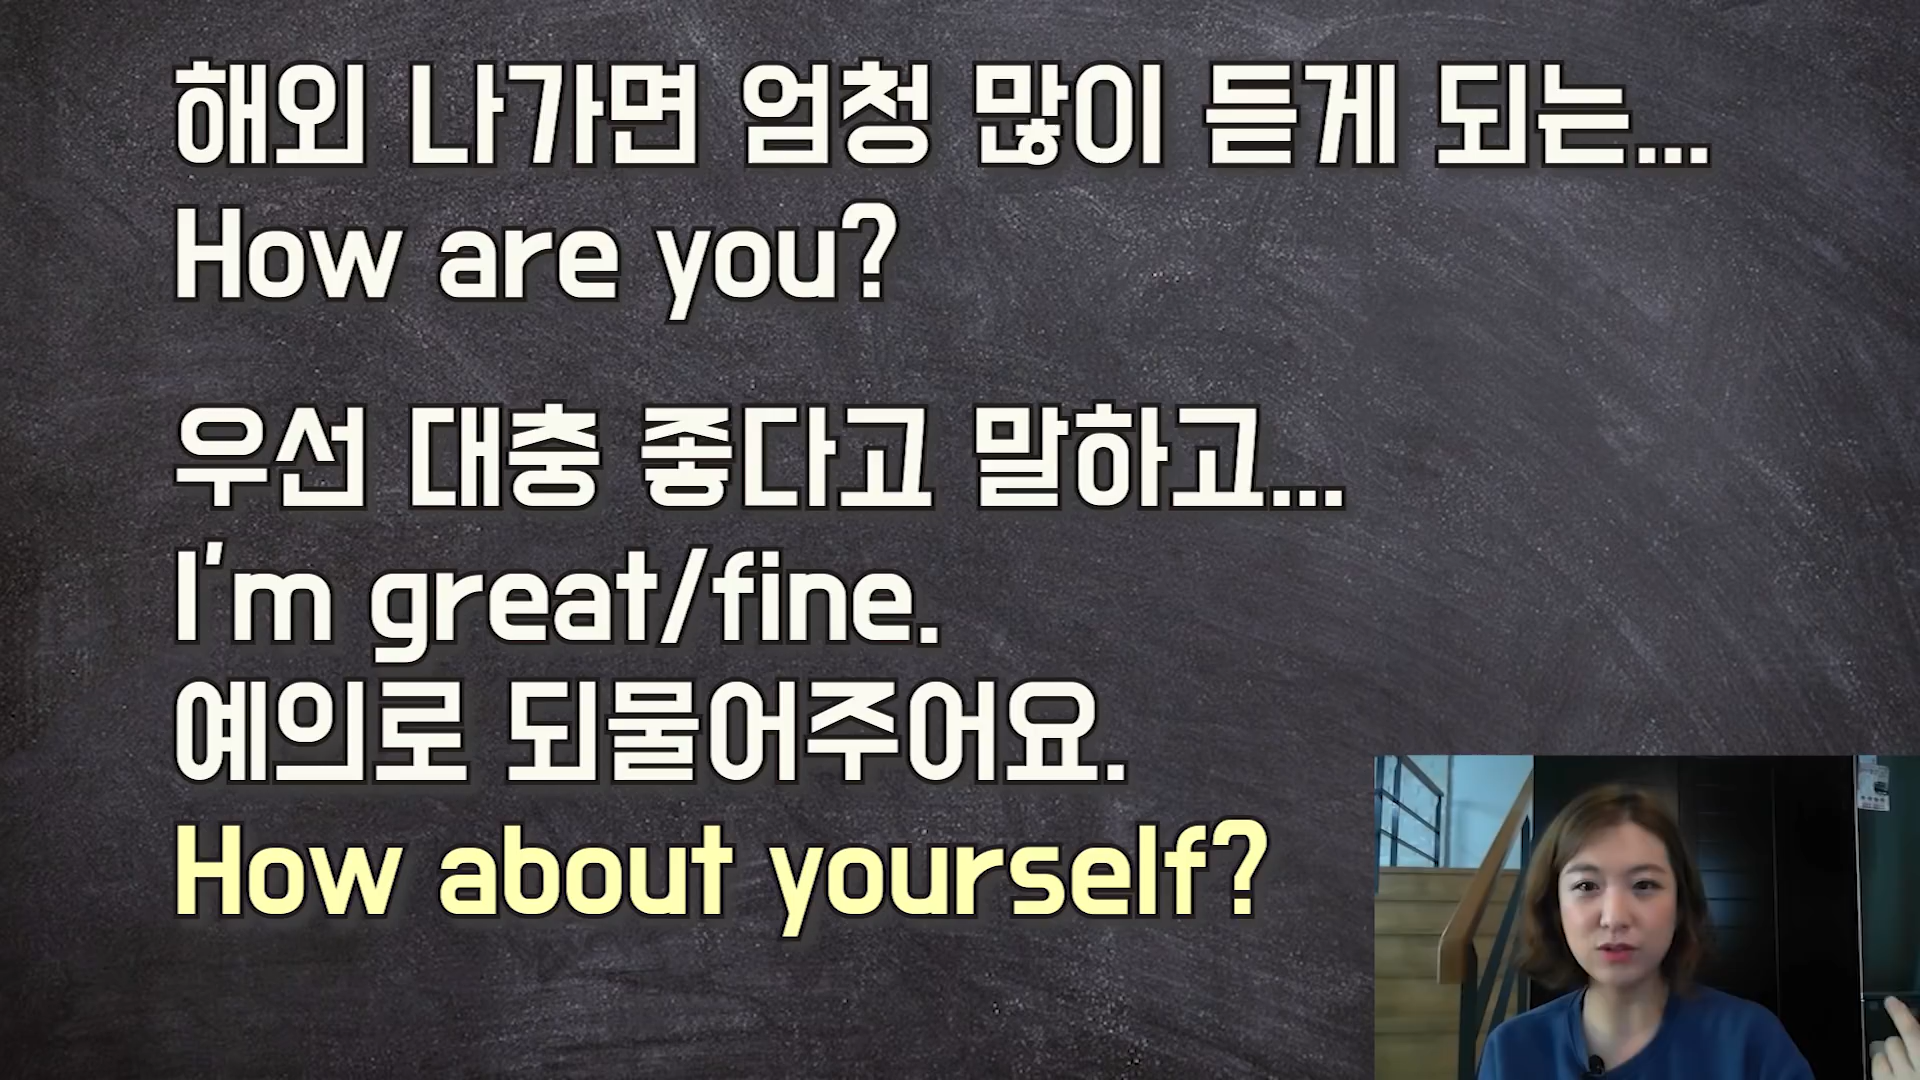 해외 나가면 엄청 많이 듣게 되는...
How are you?
우선 대충 좋다고 말하고...
I'm great/fine.
예의로 되물어주어요.
How about yourself?